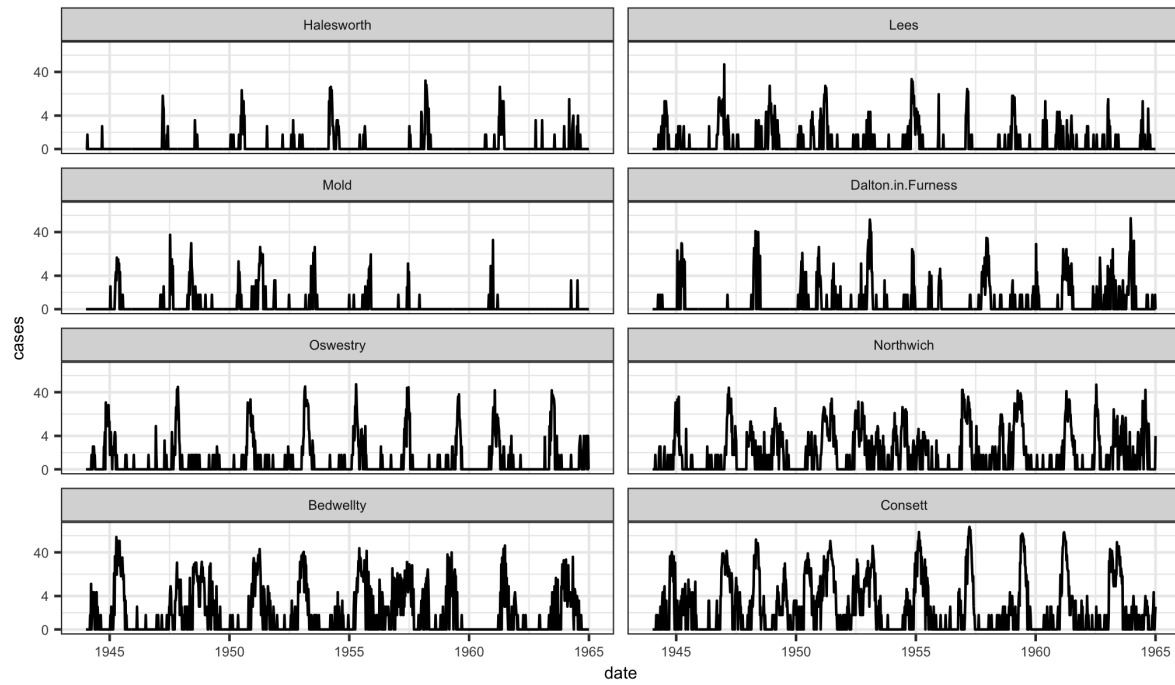 Halesworth Lees
40
4
0
Mold Dalton.in.Furness
40
4
0
cases
Oswestry Northwich
40
4
0
Bedwellty Consett
40
4
0
1945 1950 1955 1960 1965 1945 1950 1955 1960 1965
date